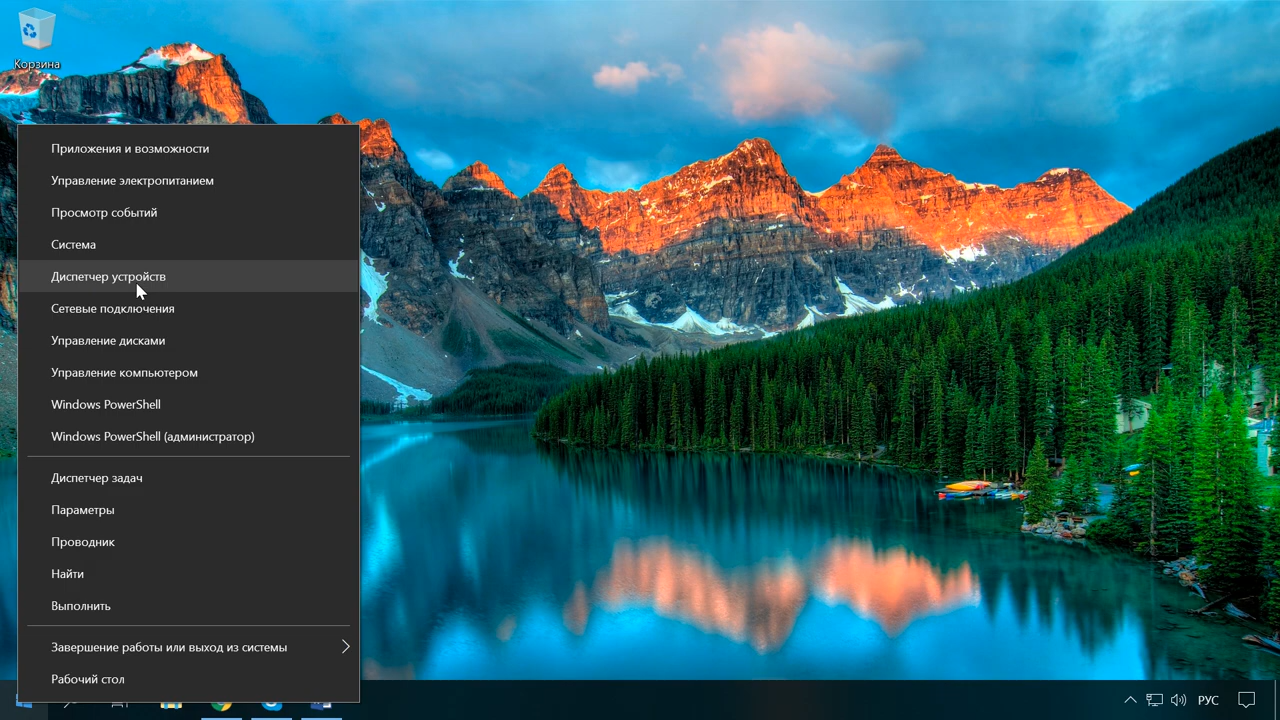 Корзина
Приложения и возможности
Управление электропитанием
Просмотр событий
Система
Диспетчер устройств
Сетевые подключения
Управление дисками
Управление компьютером
Windows PowerShell
Windows PowerShell (администратор)
Диспетчер задач
Параметры
Проводник
Найти
Выполнить
Завершение работы или выход из системы
Рабочий стол
РУС